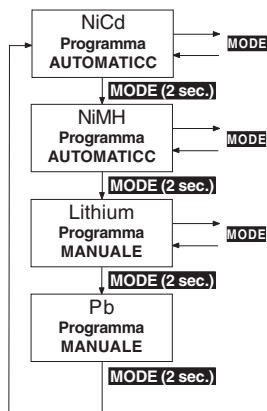 NiCd
Programma
AUTOMATICC
MODE
MODE (2 sec.)
NiMH
Programma
AUTOMATICC
MODE
MODE (2 sec.)
Lithium
Programma
MANUALE
MODE
MODE (2 sec.)
Pb
Programma
MANUALE
MODE (2 sec.)